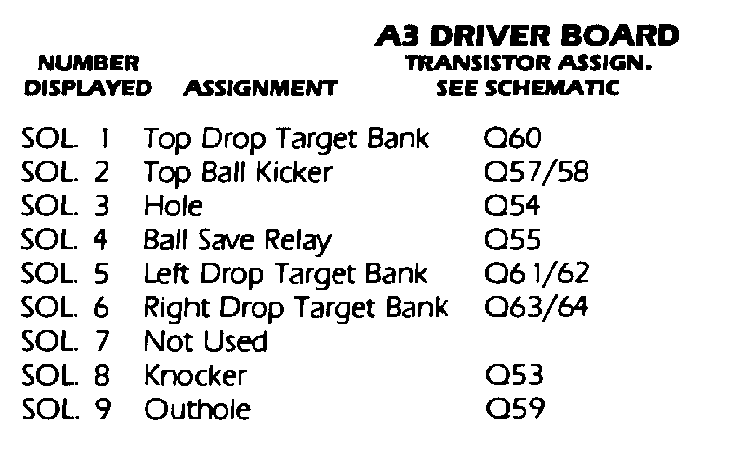 A3 DRIVER BOARD
NUMBER TRANSISTOR ASSIGN.
DISPLAYED ASSIGNMENT SEE SCHEMATIC
SOL. 1 Top Drop Target Bank Q60
SOL. 2 Top Ball Kicker Q57/58
SOL. 3 Hole Q54
SOL. 4 Ball Save Relay Q55
SOL. 5 Left Drop Target Bank Q61/62
SOL. 6 Right Drop Target Bank Q63/64
SOL. 7 Not Used
SOL. 8 Knocker Q53
SOL. 9 Outhole Q59